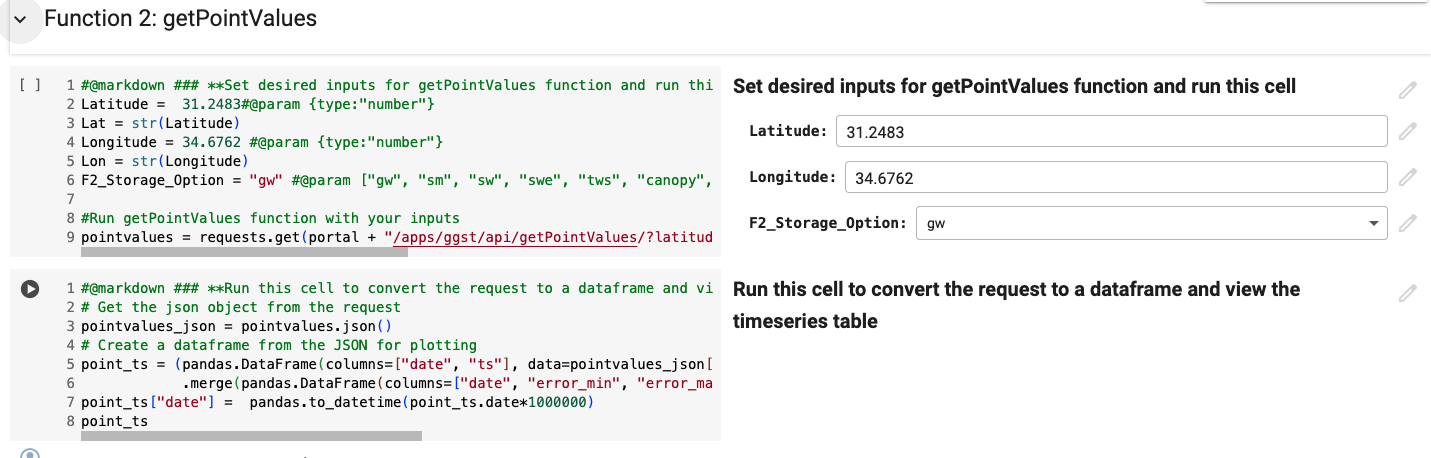 Function 2: getPointValues
[ ]
1 #@markdown ### **Set desired inputs for getPointValues function and run thi
2 Latitude =  31.2483#@param {type:"number"}
3 Lat = str(Latitude)
4 Longitude = 34.6762 #@param {type:"number"}
5 Lon = str(Longitude)
6 F2_Storage_Option = "gw" #@param ["gw", "sm", "sw", "swe", "tws", "canopy",
7
8 #Run getPointValues function with your inputs
9 pointvalues = requests.get(portal + "/apps/ggst/api/getPointValues/?latitud
Set desired inputs for getPointValues function and run this cell
Latitude: 31.2483
Longitude: 34.6762
F2_Storage_Option: gw
1 #@markdown ### **Run this cell to convert the request to a dataframe and vi
2 # Get the json object from the request
3 pointvalues_json = pointvalues.json()
4 # Create a dataframe from the JSON for plotting
5 point_ts = (pandas.DataFrame(columns=["date", "ts"], data=pointvalues_json[
6             .merge(pandas.DataFrame(columns=["date", "error_min", "error_ma
7 point_ts["date"] =  pandas.to_datetime(point_ts.date*1000000)
8 point_ts
Run this cell to convert the request to a dataframe and view the
timeseries table